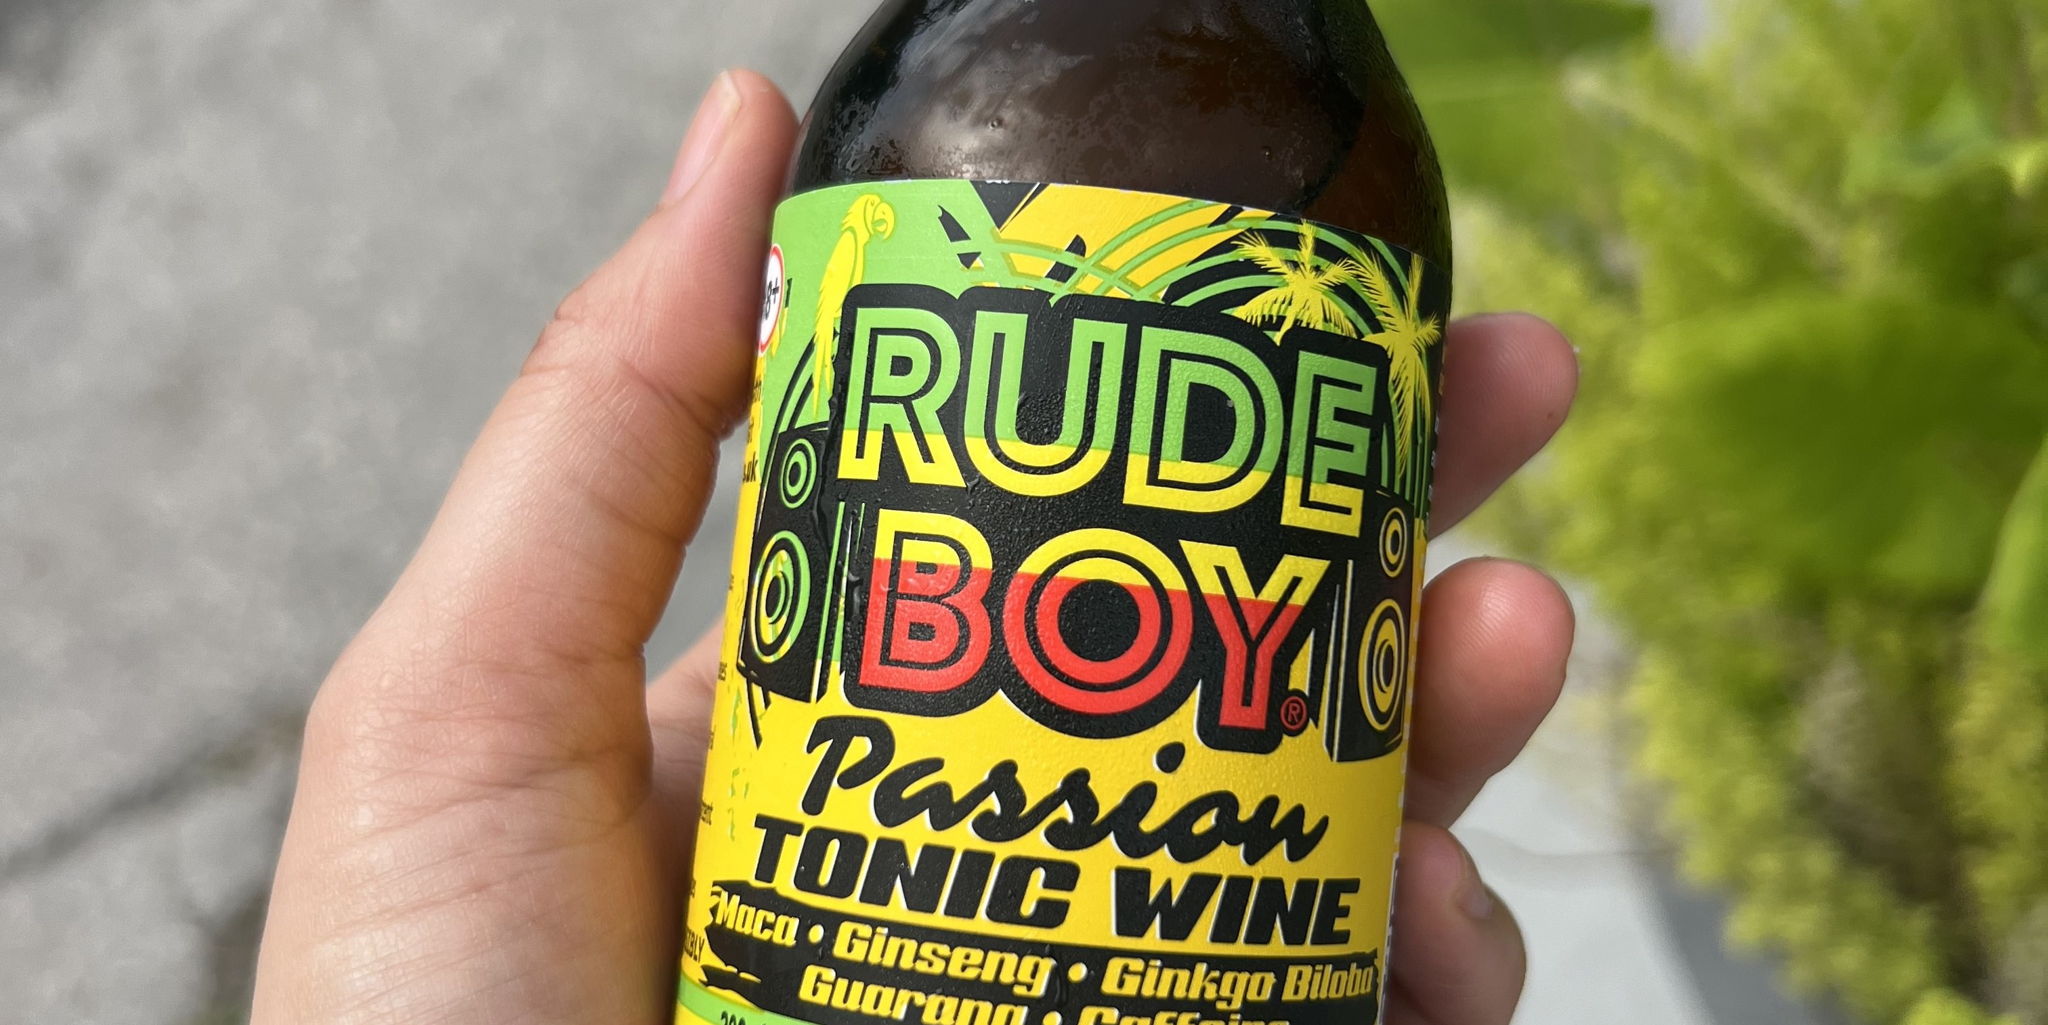 RUDE
BOY®
Passion
TONIC WINE
Maca • Ginseng • Ginkgo Biloba
Guarana • Caffeine